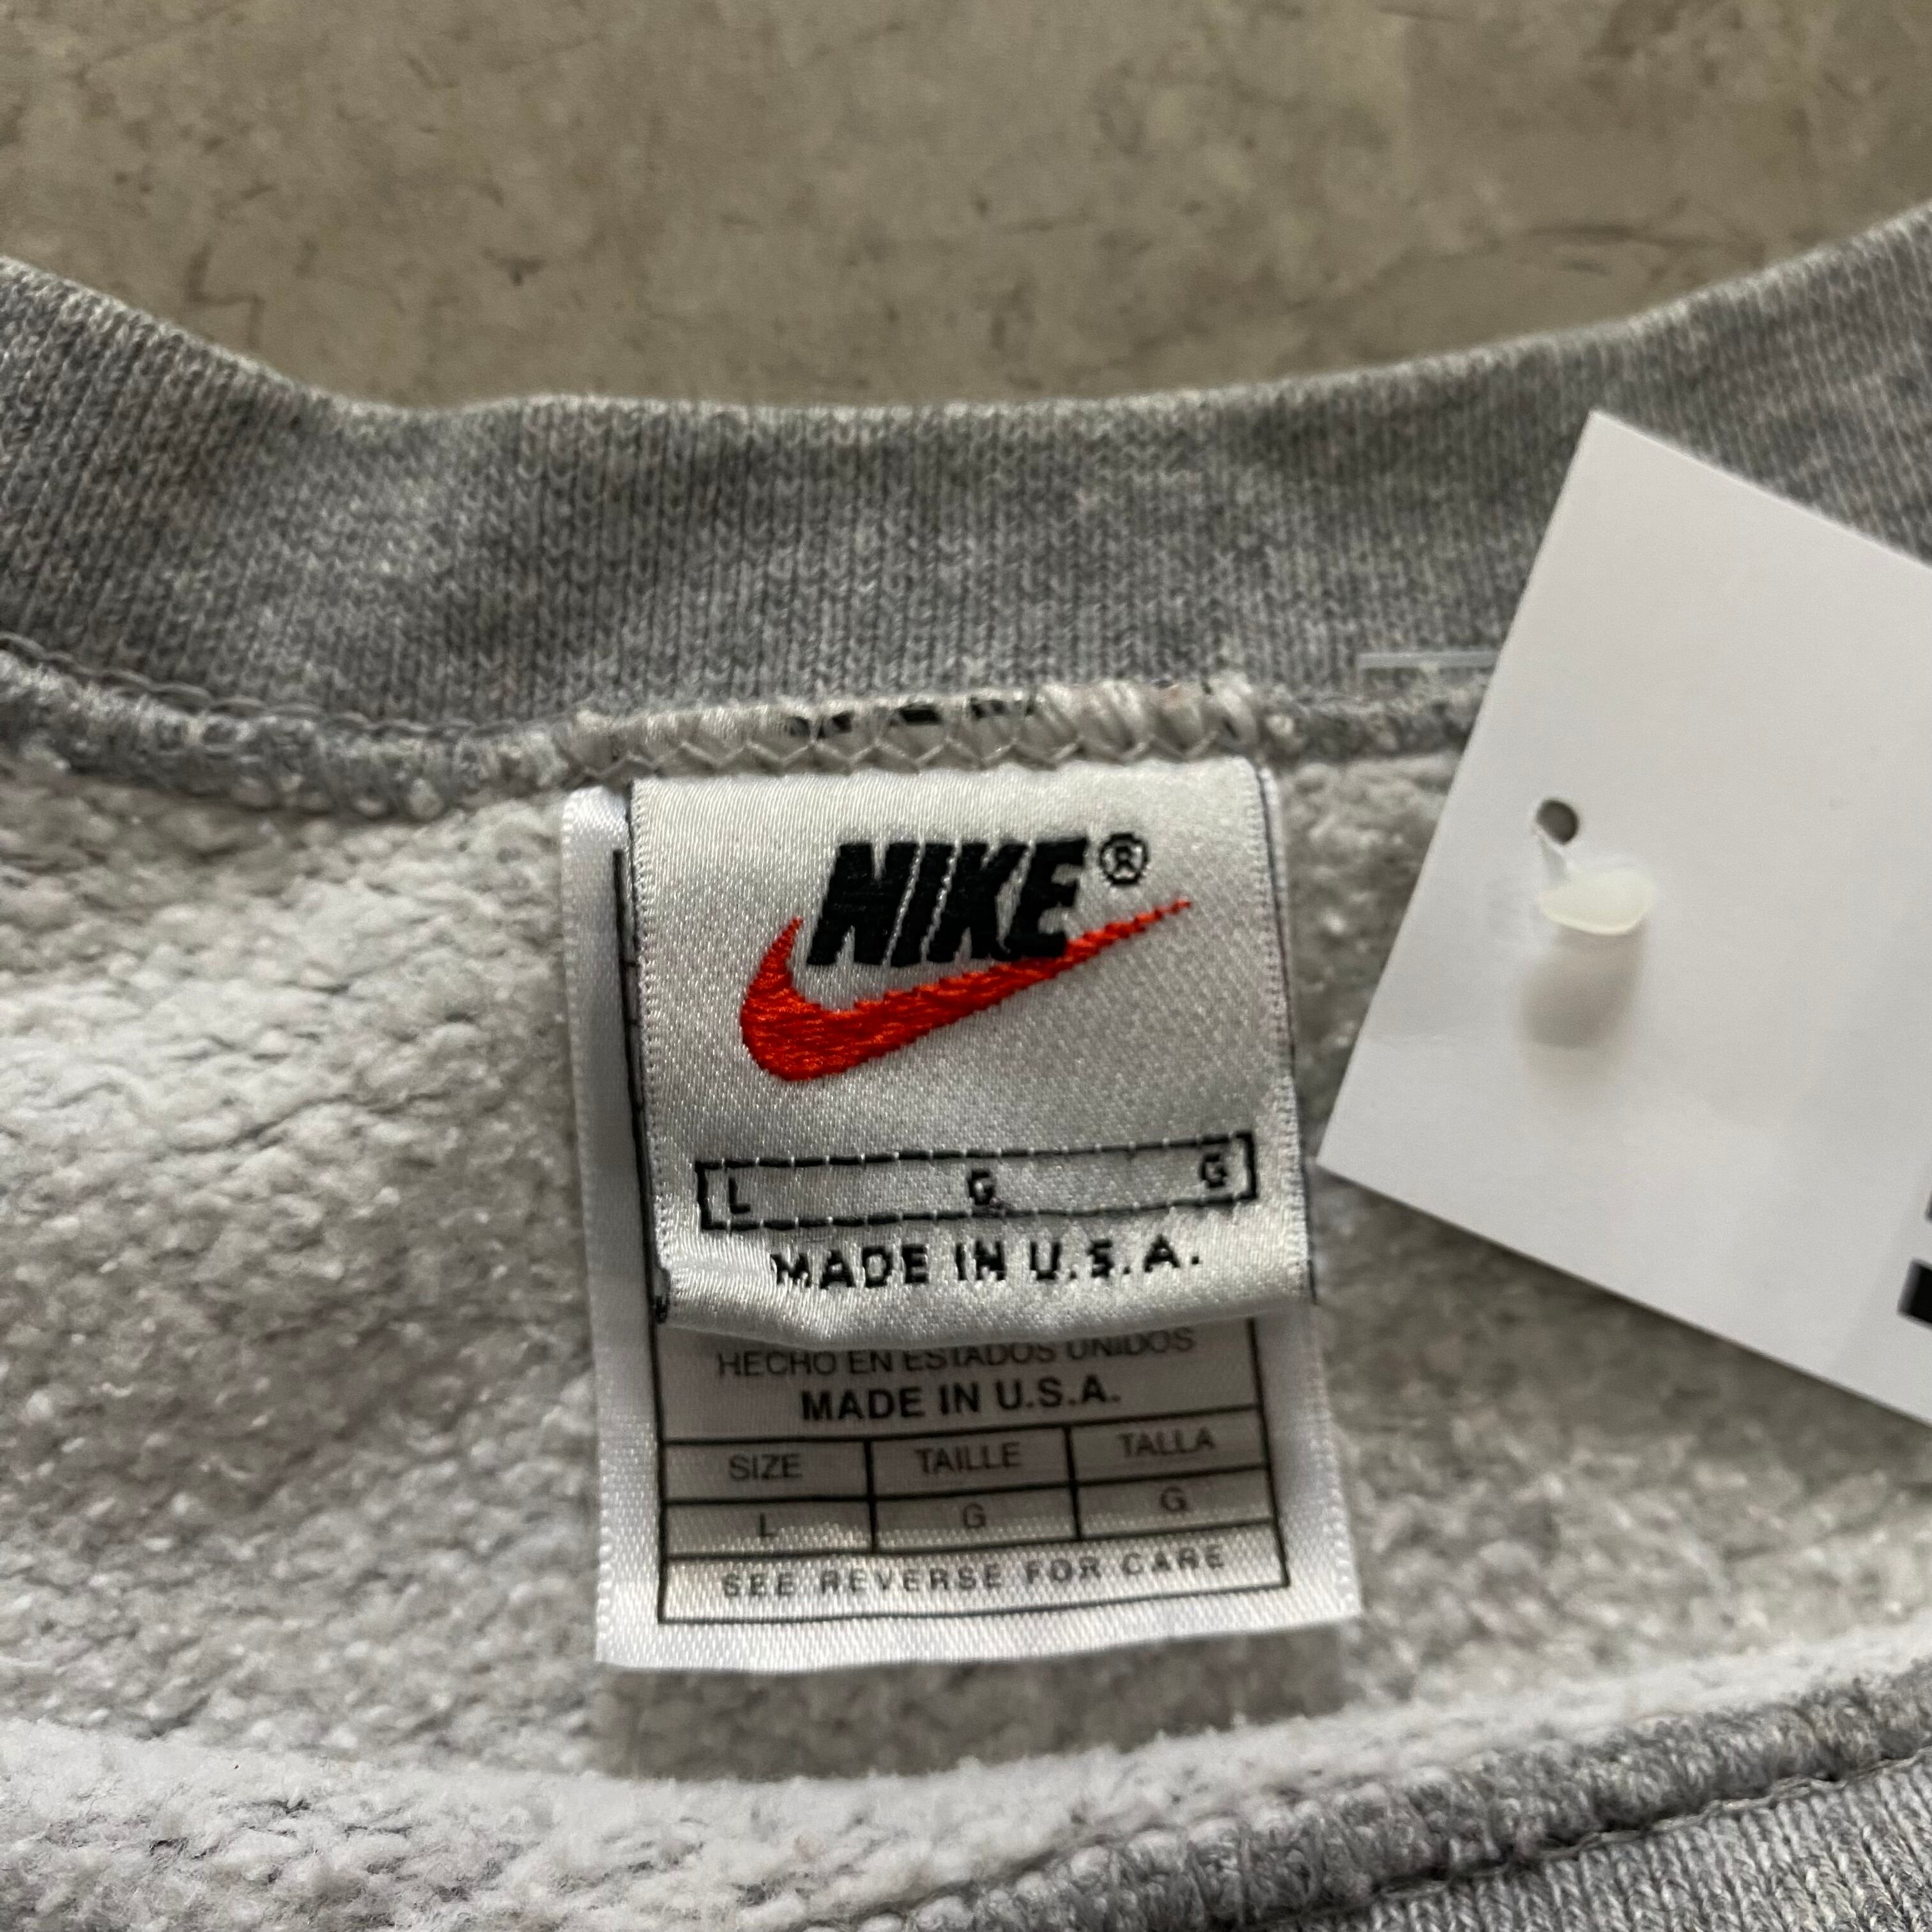 NIKE®
L G G
MADE IN U.S.A.
HECHO EN ESTADOS UNIDOS
MADE IN U.S.A.
SIZE TAILLE TALLA
L G G
SEE REVERSE FOR CARE